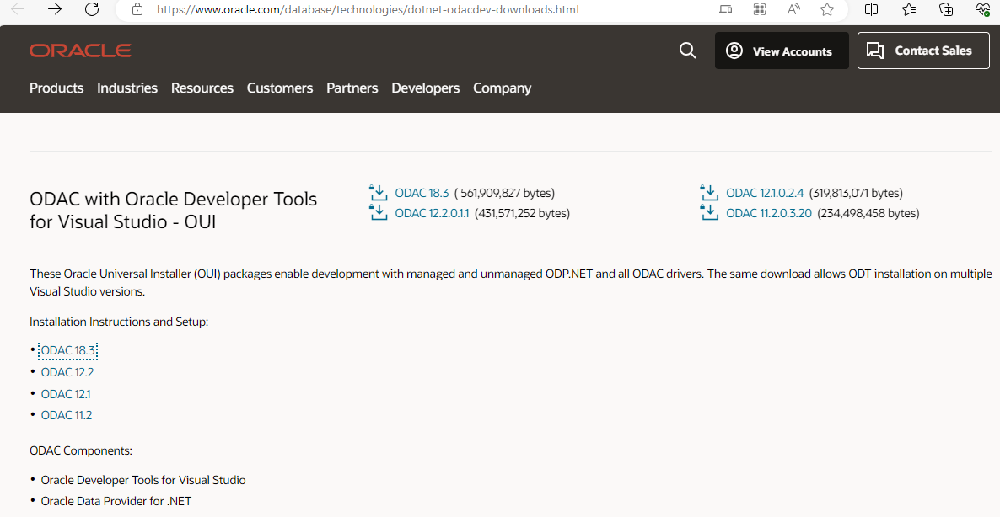 https://www.oracle.com/database/technologies/dotnet-odacdev-downloads.html
ORACLE
View Accounts
Contact Sales
Products Industries Resources Customers Partners Developers Company
ODAC with Oracle Developer Tools
for Visual Studio - OUI
ODAC 18.3 ( 561,909,827 bytes)
ODAC 12.2.0.1.1 (431,571,252 bytes)
ODAC 12.1.0.2.4 (319,813,071 bytes)
ODAC 11.2.0.3.20 (234,498,458 bytes)
These Oracle Universal Installer (OUI) packages enable development with managed and unmanaged ODP.NET and all ODAC drivers. The same download allows ODT installation on multiple
Visual Studio versions.
Installation Instructions and Setup:
• ODAC 18.3
• ODAC 12.2
• ODAC 12.1
• ODAC 11.2
ODAC Components:
• Oracle Developer Tools for Visual Studio
• Oracle Data Provider for .NET